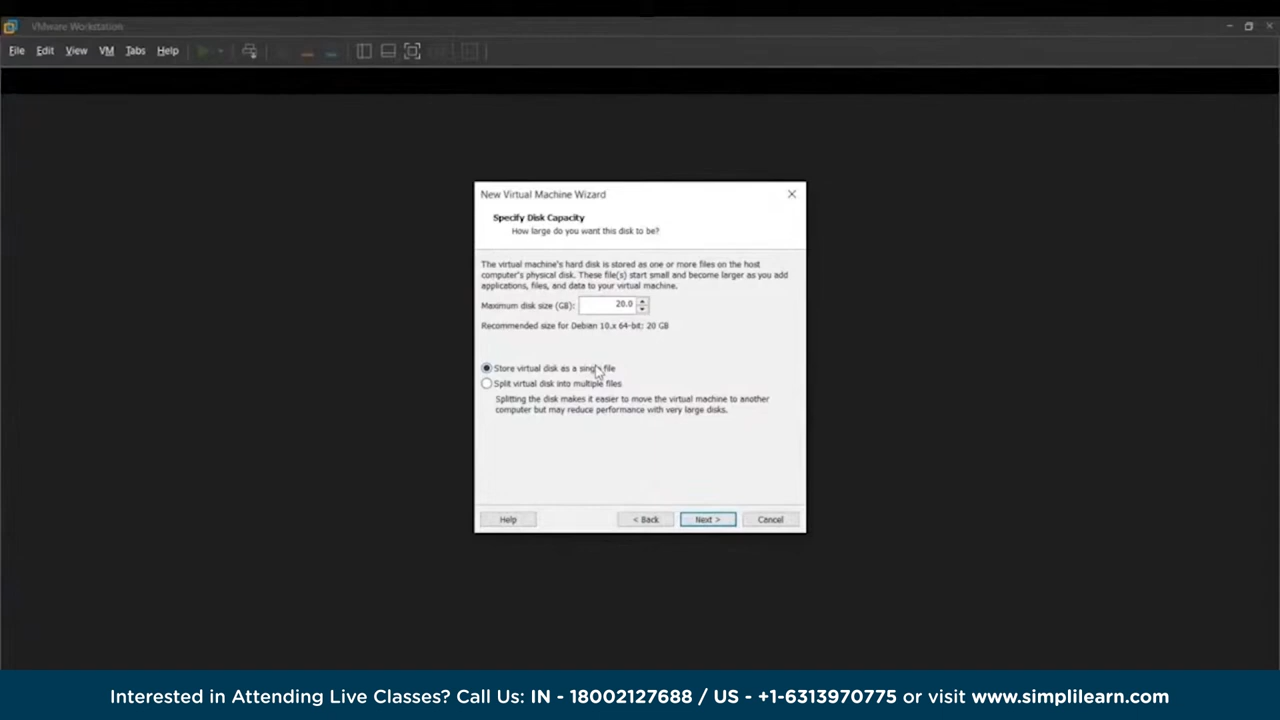 VMware Workstation
File Edit View VM Tabs Help
New Virtual Machine Wizard
Specify Disk Capacity
How large do you want this disk to be?
The virtual machine's hard disk is stored as one or more files on the host
computer's physical disk. These file(s) start small and become larger as you add
applications, files, and data to your virtual machine.
Maximum disk size (GB): 20.0
Recommended size for Debian 10.x 64-bit: 20 GB
Store virtual disk as a single file
Split virtual disk into multiple files
Splitting the disk makes it easier to move the virtual machine to another
computer but may reduce performance with very large disks.
Help < Back Next > Cancel
Interested in Attending Live Classes? Call Us: IN - 18002127688 / US - +1-6313970775 or visit www.simplilearn.com